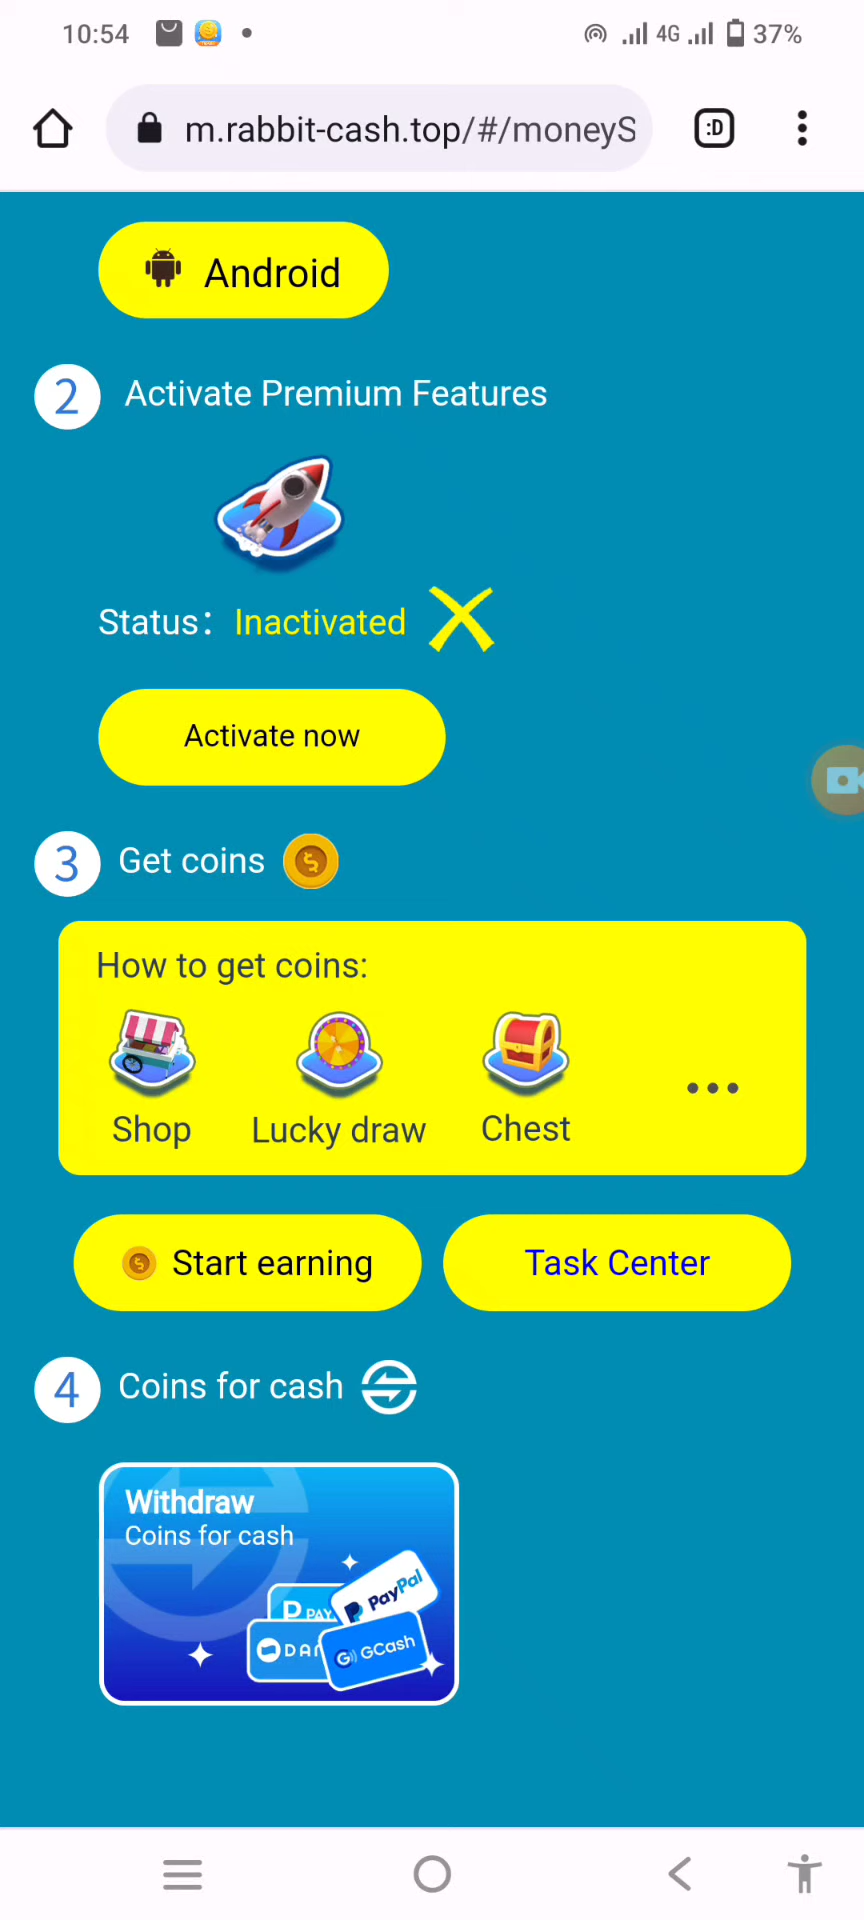 10:54
4G
37%
m.rabbit-cash.top/#/moneyS
:D
Android
2
Activate Premium Features
Status: Inactivated
Activate now
3
Get coins
How to get coins:
Shop
Lucky draw
Chest
Start earning
Task Center
4
Coins for cash
Withdraw
Coins for cash
PayPal
PAY
DAN
GCash